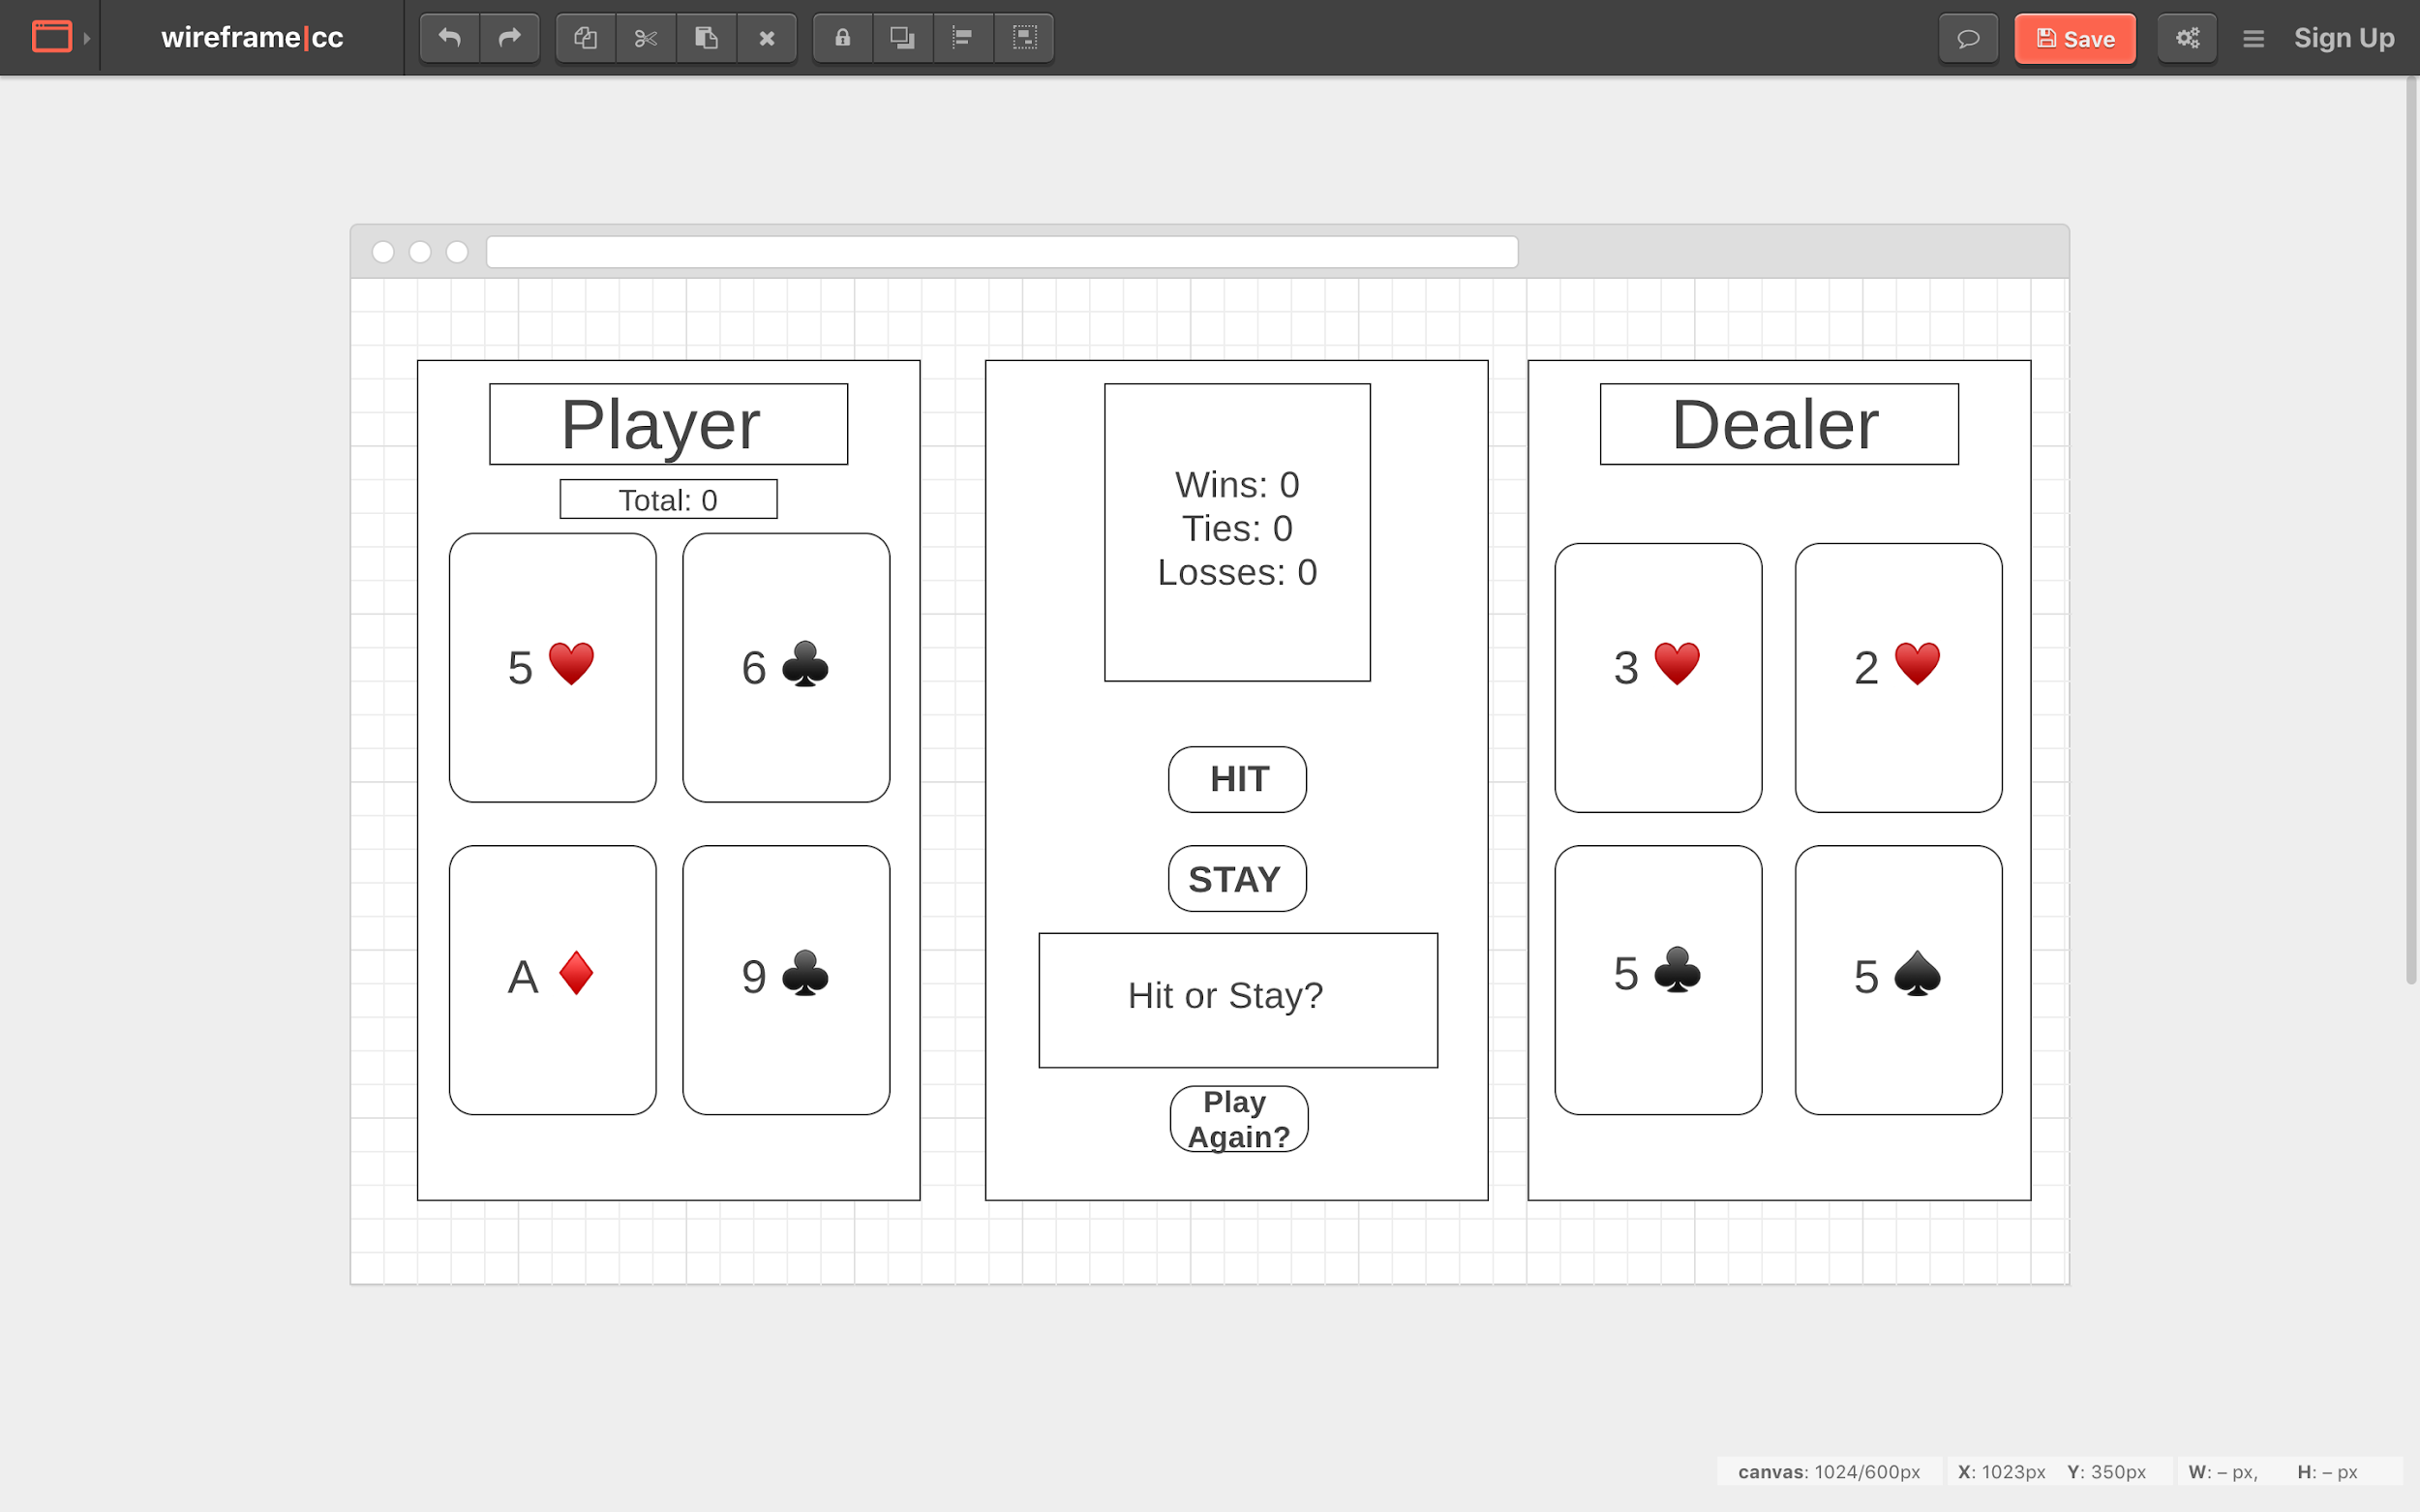 wireframe|cc
Save
Sign Up
Player
Total: 0
5 ♥
6 ♣
A ♦
9 ♣
Wins: 0
Ties: 0
Losses: 0
HIT
STAY
Hit or Stay?
Play
Again?
Dealer
3 ♥
2 ♥
5 ♣
5 ♠
canvas: 1024/600px X: 1023px Y: 350px W: – px, H: – px